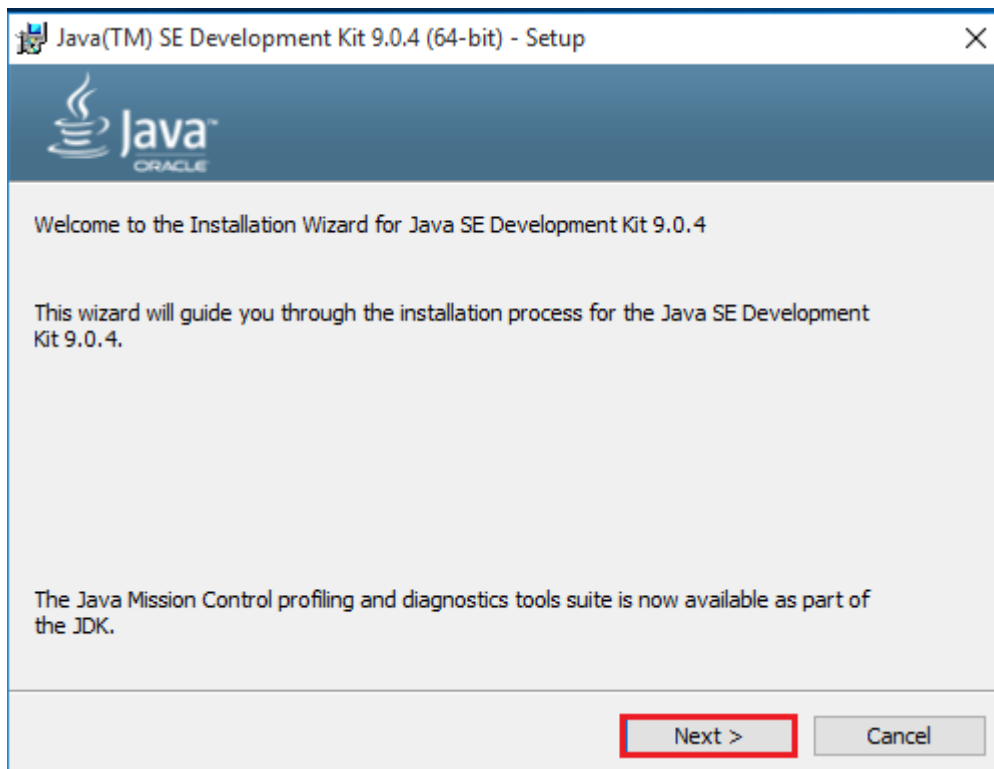 Java(TM) SE Development Kit 9.0.4 (64-bit) - Setup
Java™
ORACLE
Welcome to the Installation Wizard for Java SE Development Kit 9.0.4
This wizard will guide you through the installation process for the Java SE Development
Kit 9.0.4.
The Java Mission Control profiling and diagnostics tools suite is now available as part of
the JDK.
Next >
Cancel